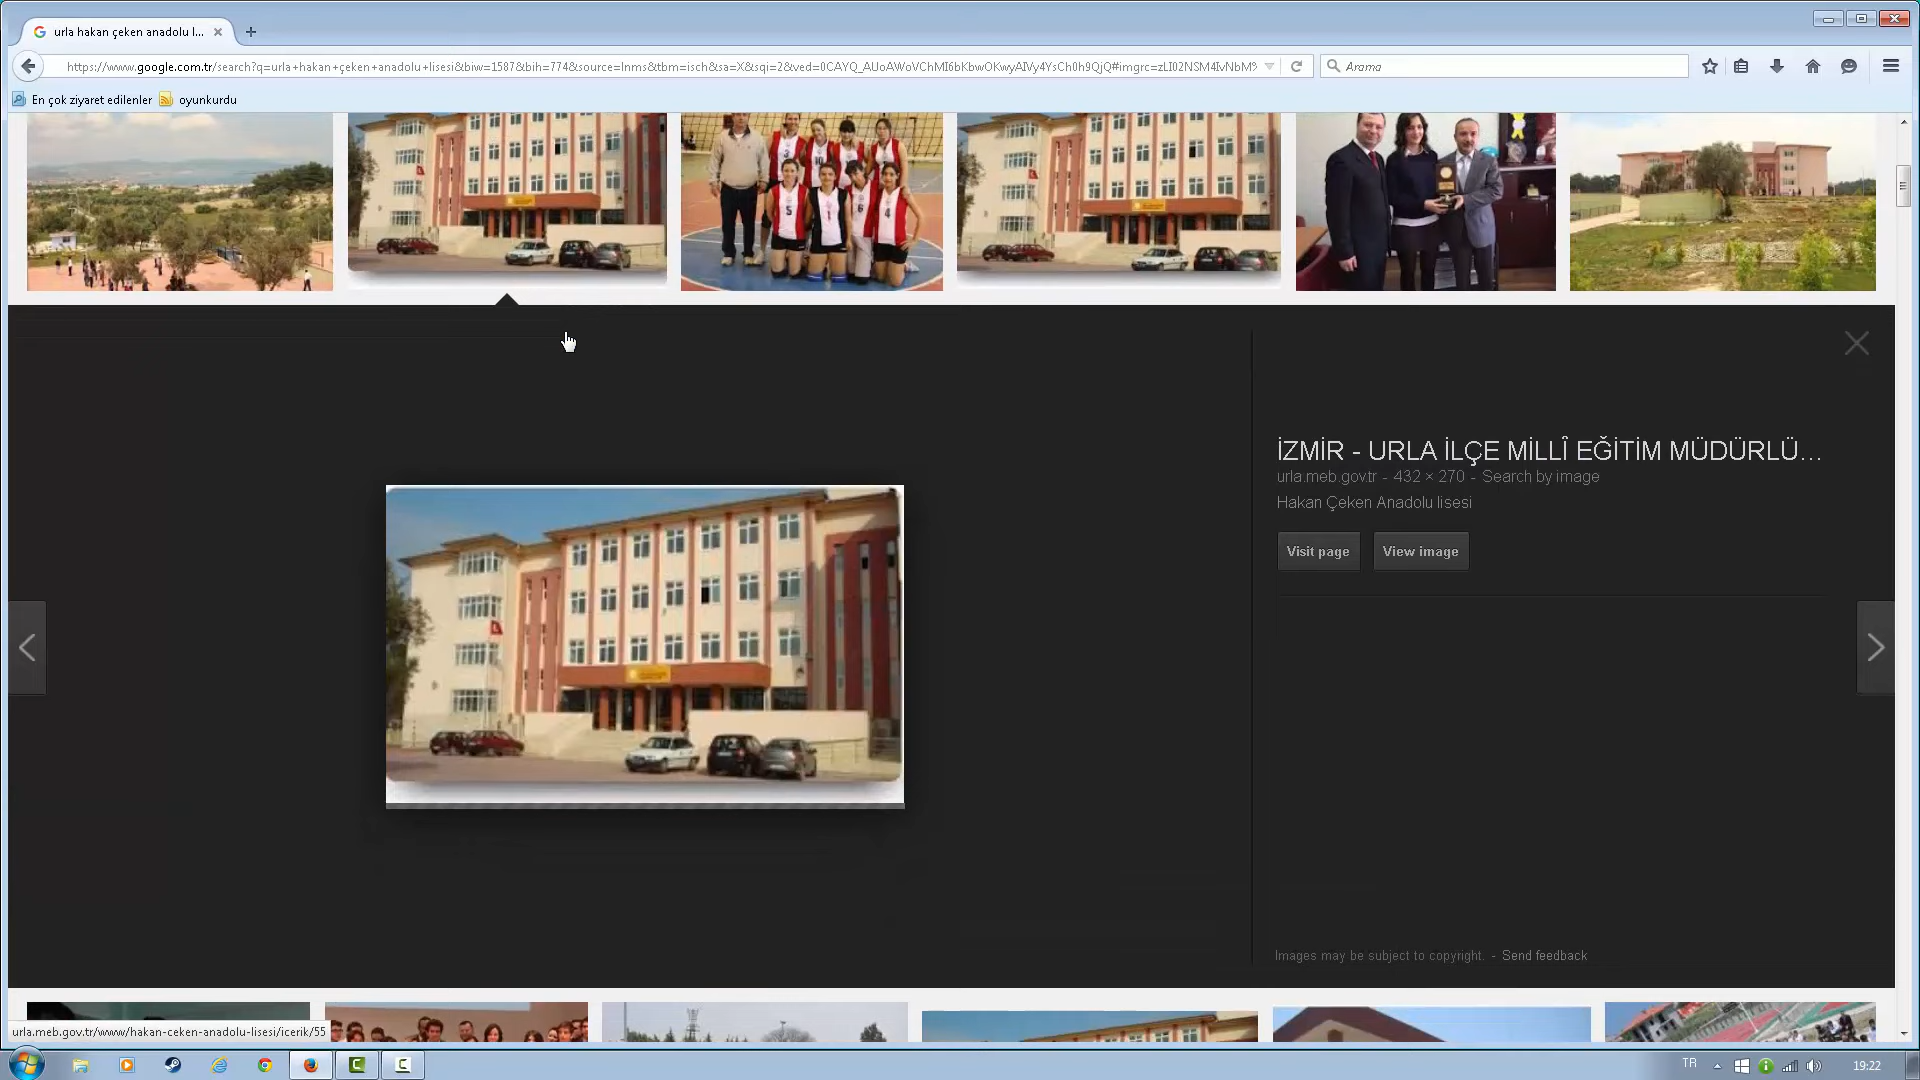 urla hakan çeken anadolu l...
https://www.google.com.tr/search?q=urla+hakan+çeken+anadolu+lisesi&biw=1587&bih=774&source=lnms&tbm=isch&sa=X&sqi=2&ved=0CAYQ_AUoAWoVChMI6bKbwOKwyAIVy4YsCh0h9QjQ#imgrc=zLI02NSM4IvNbM%
Arama
En çok ziyaret edilenler
oyunkurdu
İZMİR - URLA İLÇE MİLLÎ EĞİTİM MÜDÜRLÜ...
urla.meb.gov.tr - 432 × 270 - Search by image
Hakan Çeken Anadolu lisesi
Visit page
View image
Images may be subject to copyright. - Send feedback
urla.meb.gov.tr/www/hakan-ceken-anadolu-lisesi/icerik/55
TR
19:22